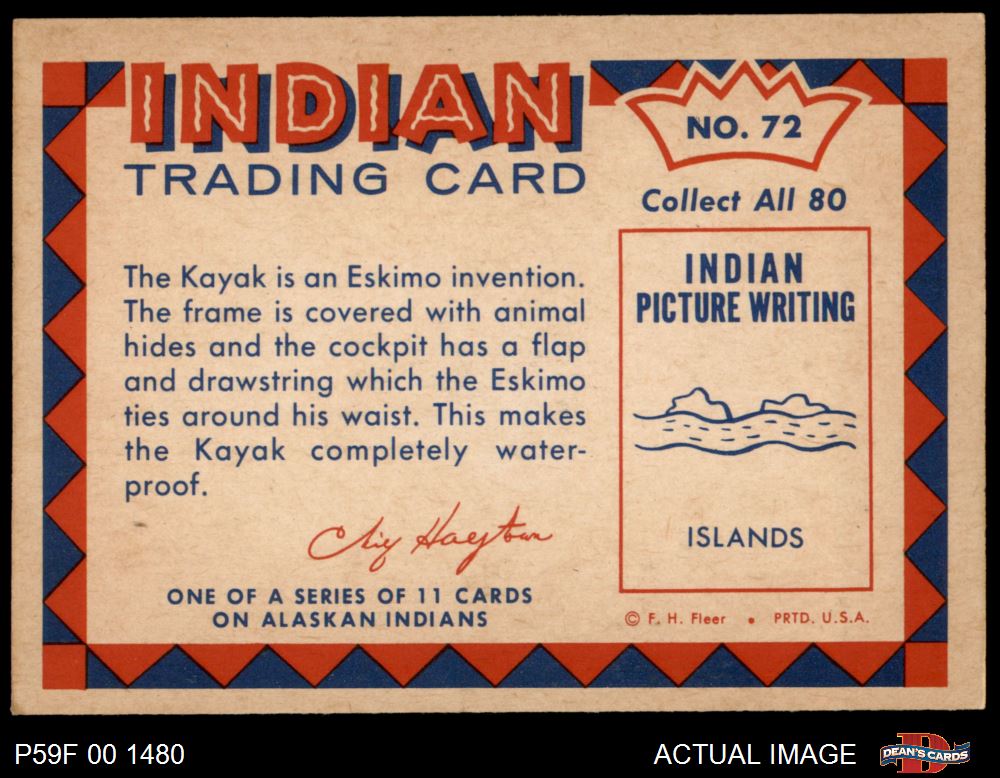 INDIAN
TRADING CARD
NO. 72
Collect All 80
The Kayak is an Eskimo invention.
The frame is covered with animal
hides and the cockpit has a flap
and drawstring which the Eskimo
ties around his waist. This makes
the Kayak completely water-
proof.
ONE OF A SERIES OF 11 CARDS
ON ALASKAN INDIANS
INDIAN
PICTURE WRITING
ISLANDS
© F. H. Fleer • PRTD. U.S.A.
P59F 00 1480
ACTUAL IMAGE
DEAN'S CARDS